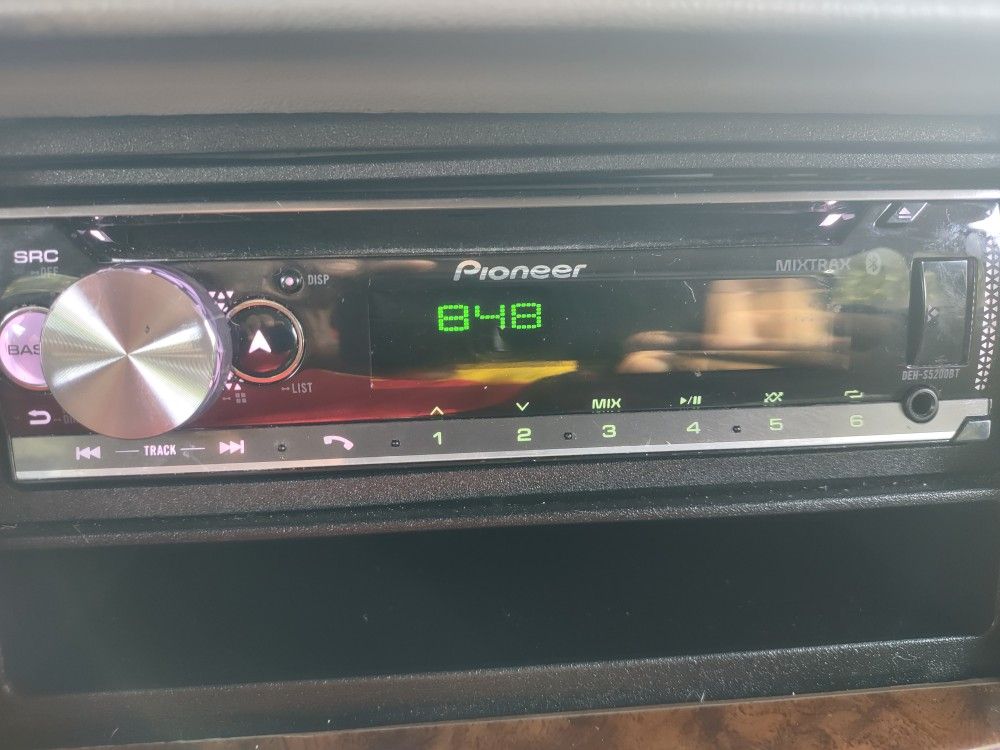 SRC
OFF
DISP
Pioneer
MIXTRAX
848
BAS
LIST
DEH-S5200BT
MIX
TRACK
1
2
3
4
5
6